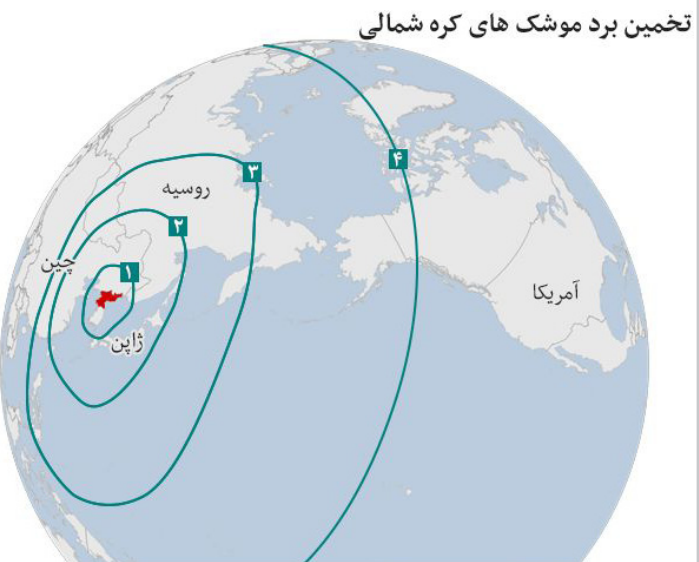 تخمین برد موشک های کره شمالی
۴
۳
روسیه
۲
چین
۱
آمریکا
ژاپن